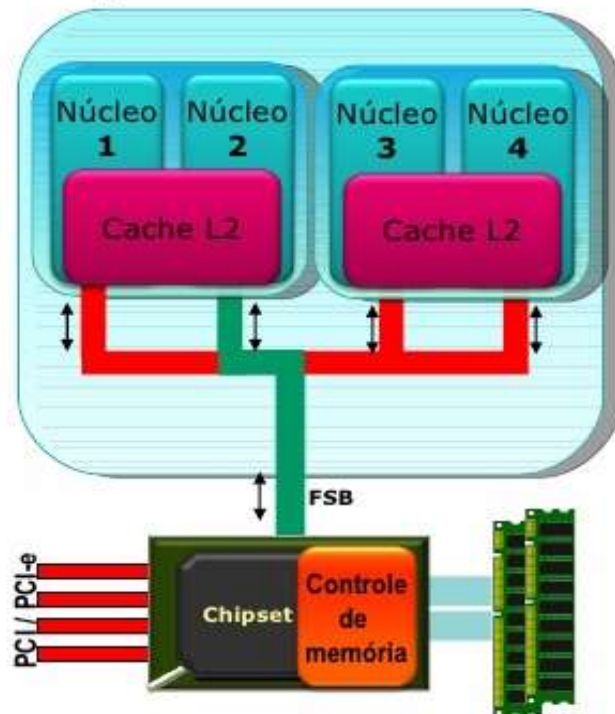 Núcleo
1
Núcleo
2
Núcleo
3
Núcleo
4
Cache L2
Cache L2
FSB
PCI / PCI-e
Chipset
Controle
de
memória